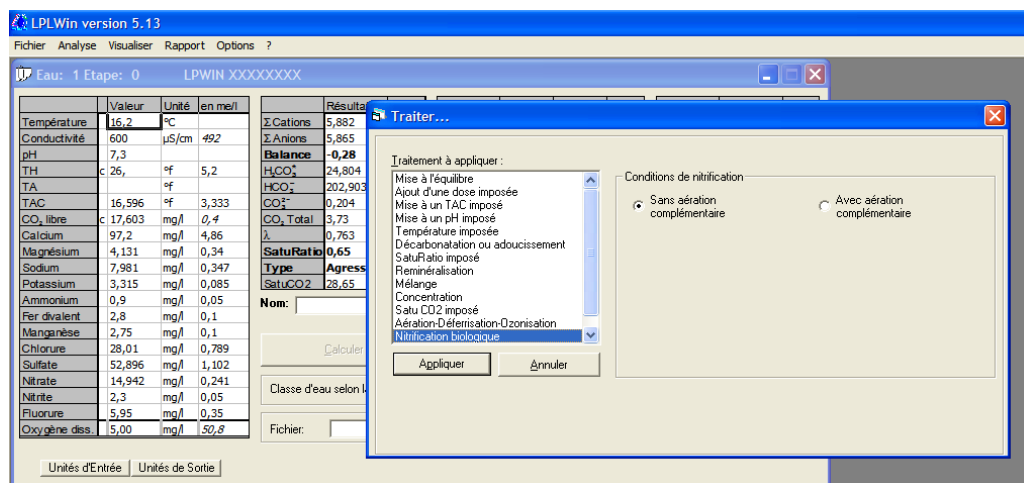 LPLWin version 5.13
Fichier Analyse Visualiser Rapport Options ?
Eau: 1 Etape: 0 LPWIN XXXXXXXX
Valeur Unité en me/l
Température 16,2 °C
Conductivité 600 µS/cm 492
pH 7,3
TH c 26, °f 5,2
TA °f
TAC 16,596 °f 3,333
CO₂ libre c 17,603 mg/l 0,4
Calcium 97,2 mg/l 4,86
Magnésium 4,131 mg/l 0,34
Sodium 7,981 mg/l 0,347
Potassium 3,315 mg/l 0,085
Ammonium 0,9 mg/l 0,05
Fer divalent 2,8 mg/l 0,1
Manganèse 2,75 mg/l 0,1
Chlorure 28,01 mg/l 0,789
Sulfate 52,896 mg/l 1,102
Nitrate 14,942 mg/l 0,241
Nitrite 2,3 mg/l 0,05
Fluorure 5,95 mg/l 0,35
Oxygène diss. 5,00 mg/l 50,8
Unités d'Entrée Unités de Sortie
Résulta
Σ Cations 5,882
Σ Anions 5,865
Balance -0,28
H₂CO₃* 24,804
HCO₃⁻ 202,903
CO₃²⁻ 0,204
CO₂ Total 3,73
λ 0,763
SatuRatio 0,65
Type Agress
SatuCO2 28,65
Nom:
Calculer
Classe d'eau selon l
Fichier:
Traiter...
Traitement à appliquer :
Mise à l'équilibre
Ajout d'une dose imposée
Mise à un TAC imposé
Mise à un pH imposé
Température imposée
Décarbonatation ou adoucissement
SatuRatio imposé
Reminéralisation
Mélange
Concentration
Satu CO2 imposé
Aération-Déferrisation-Ozonisation
Nitrification biologique
Appliquer Annuler
Conditions de nitrification
Sans aération
complémentaire
Avec aération
complémentaire